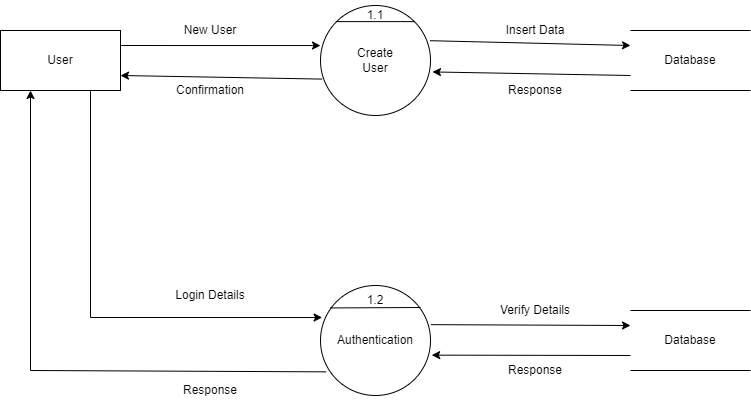 1.1
New User
Insert Data
User
Create
User
Database
Confirmation
Response
Login Details
1.2
Verify Details
Authentication
Database
Response
Response